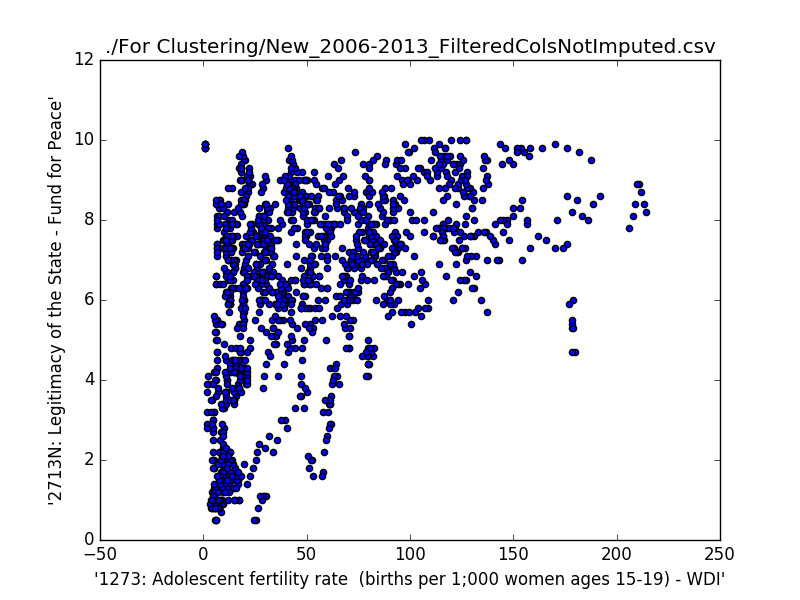 ./For Clustering/New_2006-2013_FilteredColsNotImputed.csv
12
10
8
6
4
2
0
'2713N: Legitimacy of the State - Fund for Peace'
−50 0 50 100 150 200 250
'1273: Adolescent fertility rate  (births per 1;000 women ages 15-19) - WDI'